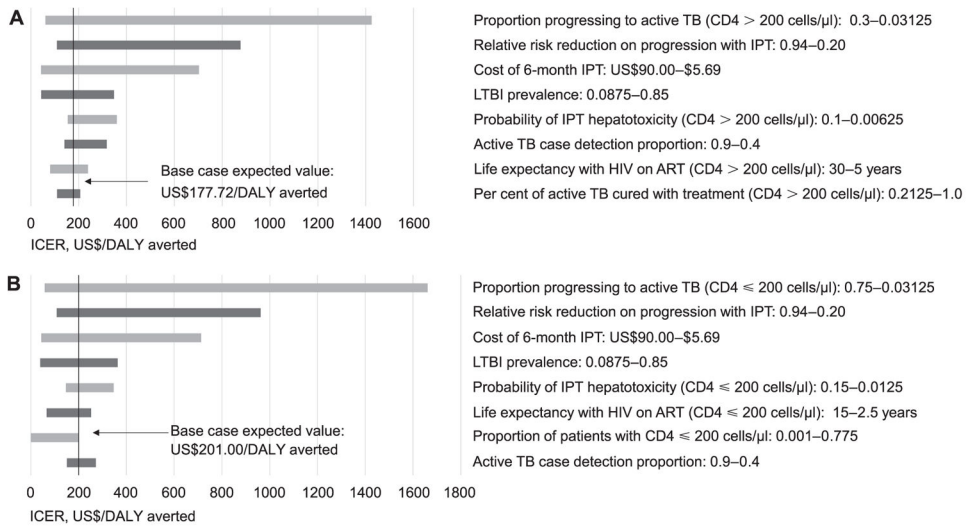 A
Proportion progressing to active TB (CD4 > 200 cells/µl): 0.3–0.03125
Relative risk reduction on progression with IPT: 0.94–0.20
Cost of 6-month IPT: US$90.00–$5.69
LTBI prevalence: 0.0875–0.85
Probability of IPT hepatotoxicity (CD4 > 200 cells/µl): 0.1–0.00625
Active TB case detection proportion: 0.9–0.4
Life expectancy with HIV on ART (CD4 > 200 cells/µl): 30–5 years
Per cent of active TB cured with treatment (CD4 > 200 cells/µl): 0.2125–1.0
Base case expected value:
US$177.72/DALY averted
0 200 400 600 800 1000 1200 1400 1600
ICER, US$/DALY averted
B
Proportion progressing to active TB (CD4 ⩽ 200 cells/µl): 0.75–0.03125
Relative risk reduction on progression with IPT: 0.94–0.20
Cost of 6-month IPT: US$90.00–$5.69
LTBI prevalence: 0.0875–0.85
Probability of IPT hepatotoxicity (CD4 ⩽ 200 cells/µl): 0.15–0.0125
Life expectancy with HIV on ART (CD4 ⩽ 200 cells/µl): 15–2.5 years
Proportion of patients with CD4 ⩽ 200 cells/µl: 0.001–0.775
Active TB case detection proportion: 0.9–0.4
Base case expected value:
US$201.00/DALY averted
0 200 400 600 800 1000 1200 1400 1600 1800
ICER, US$/DALY averted